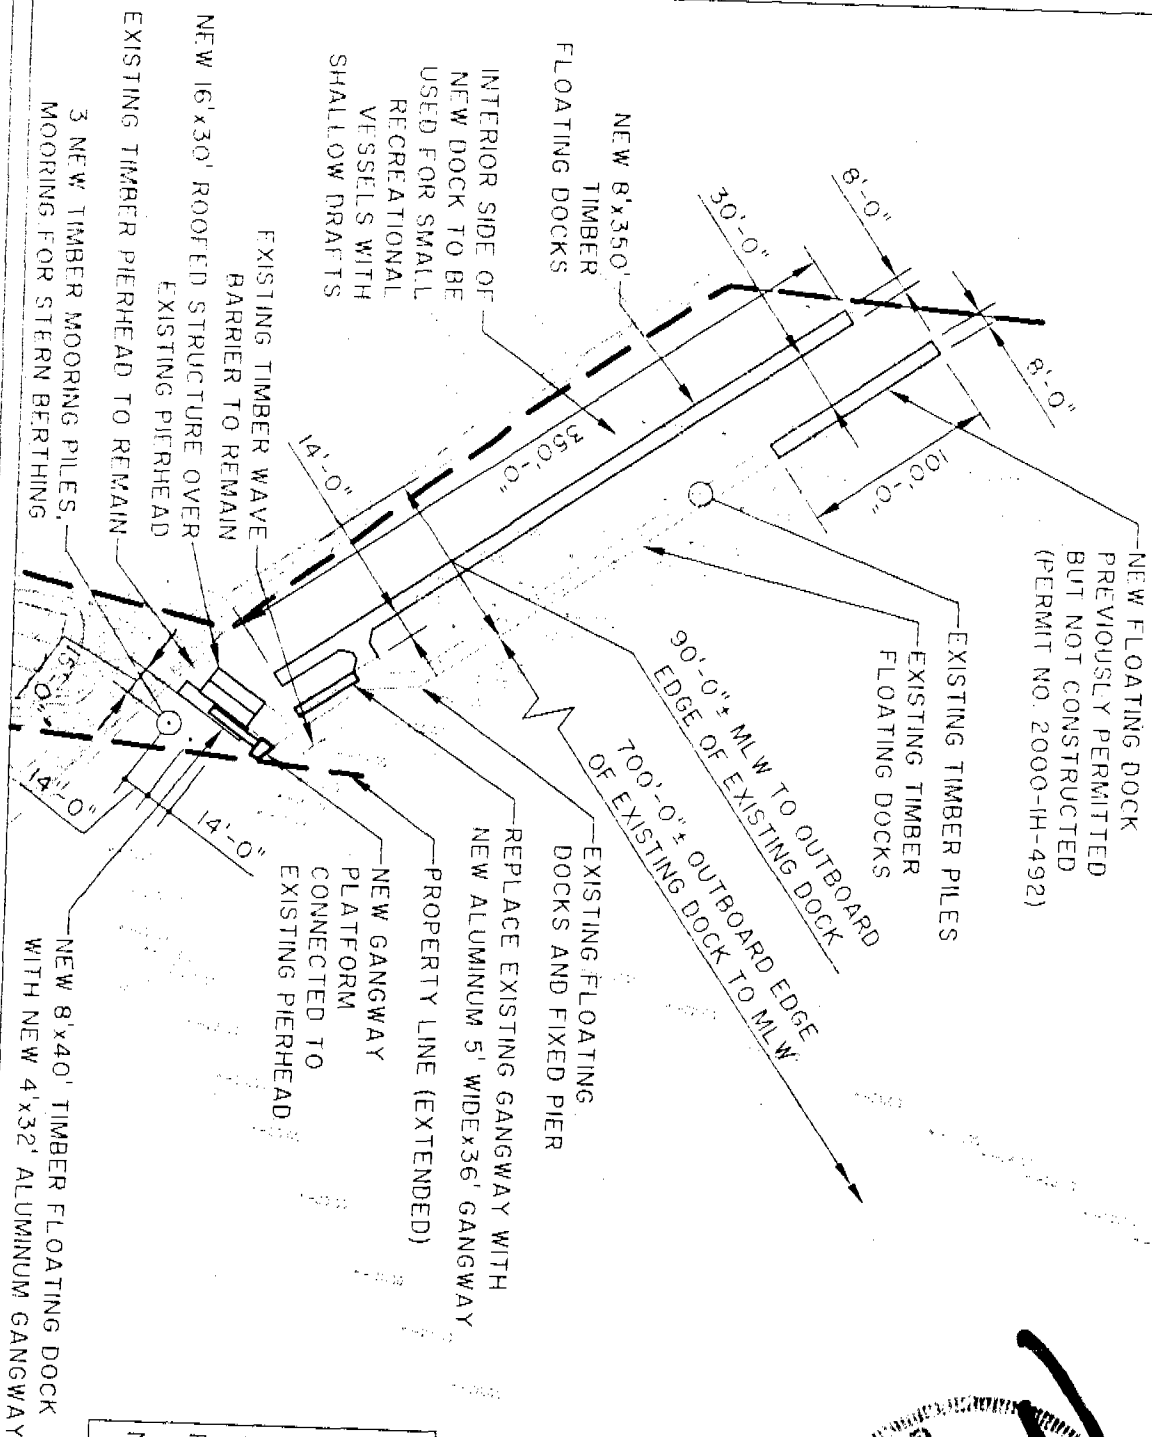 NEW FLOATING DOCK
PREVIOUSLY PERMITTED
BUT NOT CONSTRUCTED
(PERMIT NO. 2000-1H-492)
EXISTING TIMBER PILES
EXISTING TIMBER
FLOATING DOCKS
90'-0"± MLW TO OUTBOARD
EDGE OF EXISTING DOCK
700'-0"± OUTBOARD EDGE
OF EXISTING DOCK TO MLW
EXISTING FLOATING
DOCKS AND FIXED PIER
REPLACE EXISTING GANGWAY WITH
NEW ALUMINUM 5' WIDEx36' GANGWAY
PROPERTY LINE (EXTENDED)
NEW GANGWAY
PLATFORM
CONNECTED TO
EXISTING PIERHEAD
NEW 8'x40' TIMBER FLOATING DOCK
WITH NEW 4'x32' ALUMINUM GANGWAY
8'-0"
30'-0"
8'-0"
100'-0"
350'-0"
14'-0"
15'-0"
14'-0"
14'-0"
NEW 8'x350'
TIMBER
FLOATING DOCKS
INTERIOR SIDE OF
NEW DOCK TO BE
USED FOR SMALL
RECREATIONAL
VESSELS WITH
SHALLOW DRAFTS
EXISTING TIMBER WAVE
BARRIER TO REMAIN
NEW 16'x30' ROOFED STRUCTURE OVER
EXISTING PIERHEAD
EXISTING TIMBER PIERHEAD TO REMAIN
3 NEW TIMBER MOORING PILES,
MOORING FOR STERN BERTHING